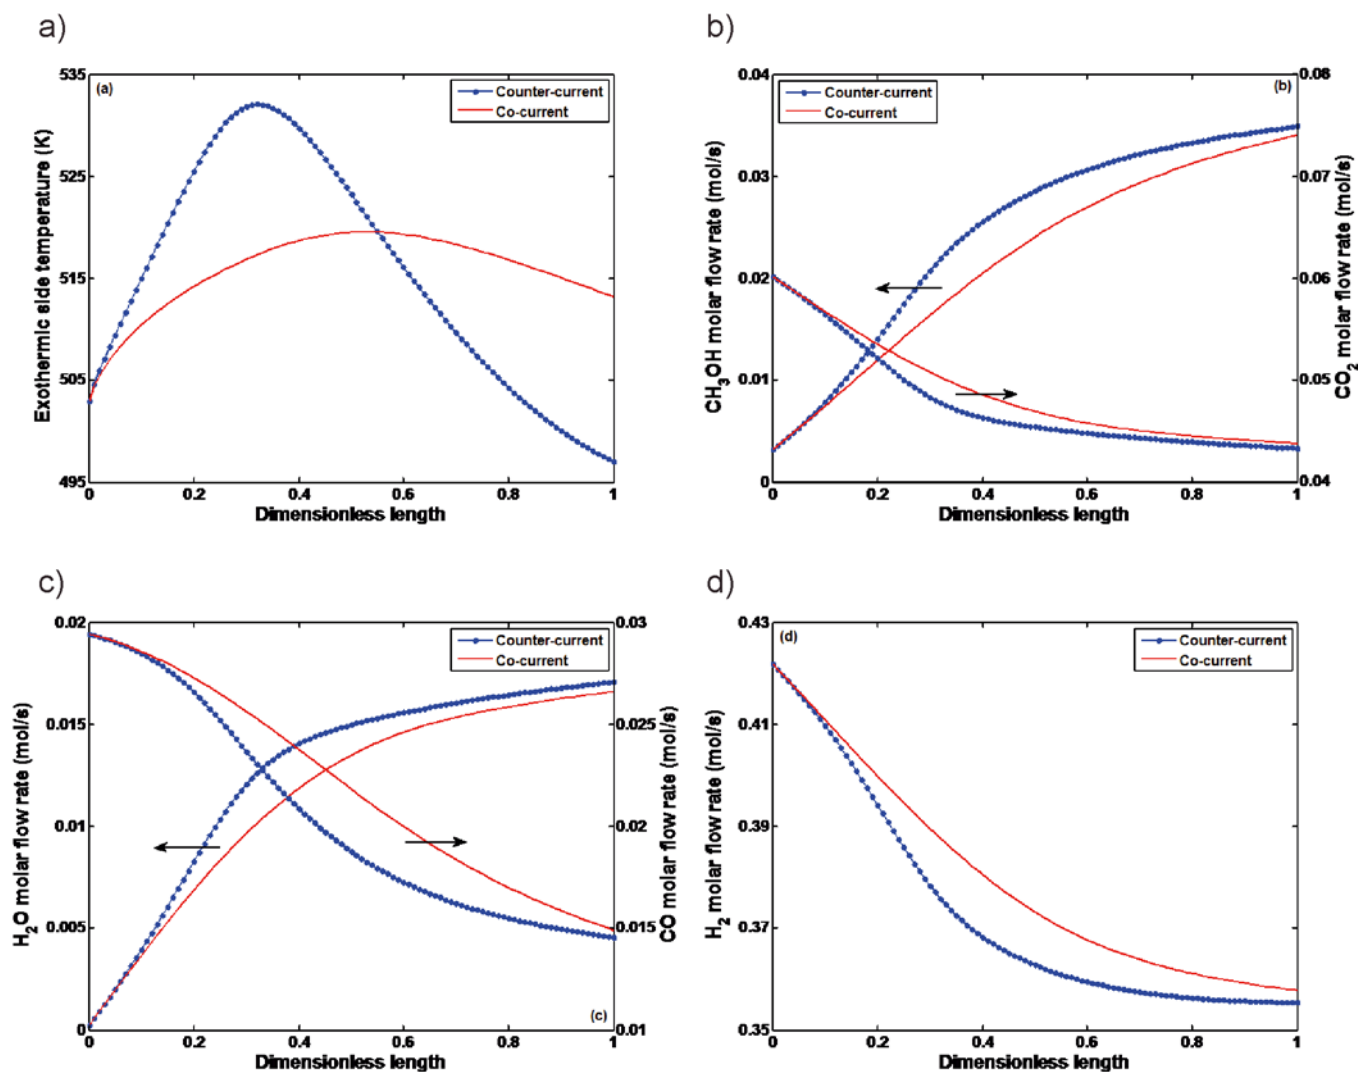 a)
(a)
Counter-current
Co-current
Exothermic side temperature (K)
535
525
515
505
495
0
0.2
0.4
0.6
0.8
1
Dimensionless length
b)
(b)
Counter-current
Co-current
CH3OH molar flow rate (mol/s)
0.04
0.03
0.02
0.01
0
CO2 molar flow rate (mol/s)
0.08
0.07
0.06
0.05
0.04
0
0.2
0.4
0.6
0.8
1
Dimensionless length
c)
Counter-current
Co-current
H2O molar flow rate (mol/s)
0.02
0.015
0.01
0.005
0
CO molar flow rate (mol/s)
0.03
0.025
0.02
0.015
0.01
(c)
0
0.2
0.4
0.6
0.8
1
Dimensionless length
d)
(d)
Counter-current
Co-current
H2 molar flow rate (mol/s)
0.43
0.41
0.39
0.37
0.35
0
0.2
0.4
0.6
0.8
1
Dimensionless length